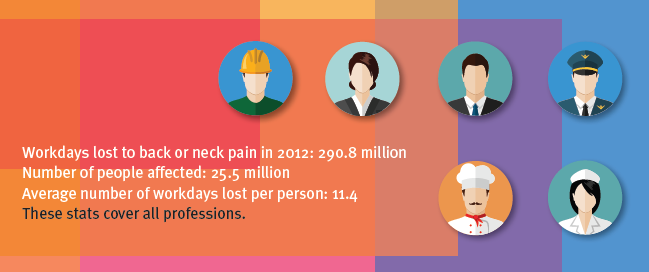 Workdays lost to back or neck pain in 2012: 290.8 million
Number of people affected: 25.5 million
Average number of workdays lost per person: 11.4
These stats cover all professions.